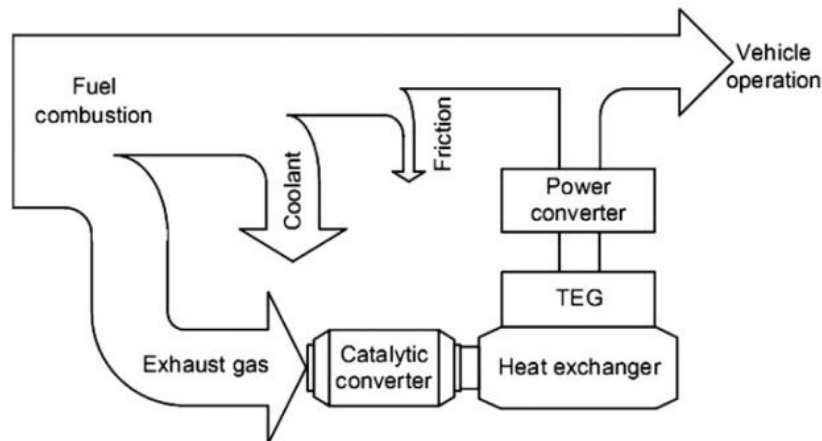 Fuel
combustion
Vehicle
operation
Coolant
Friction
Power
converter
TEG
Exhaust gas
Catalytic
converter
Heat exchanger